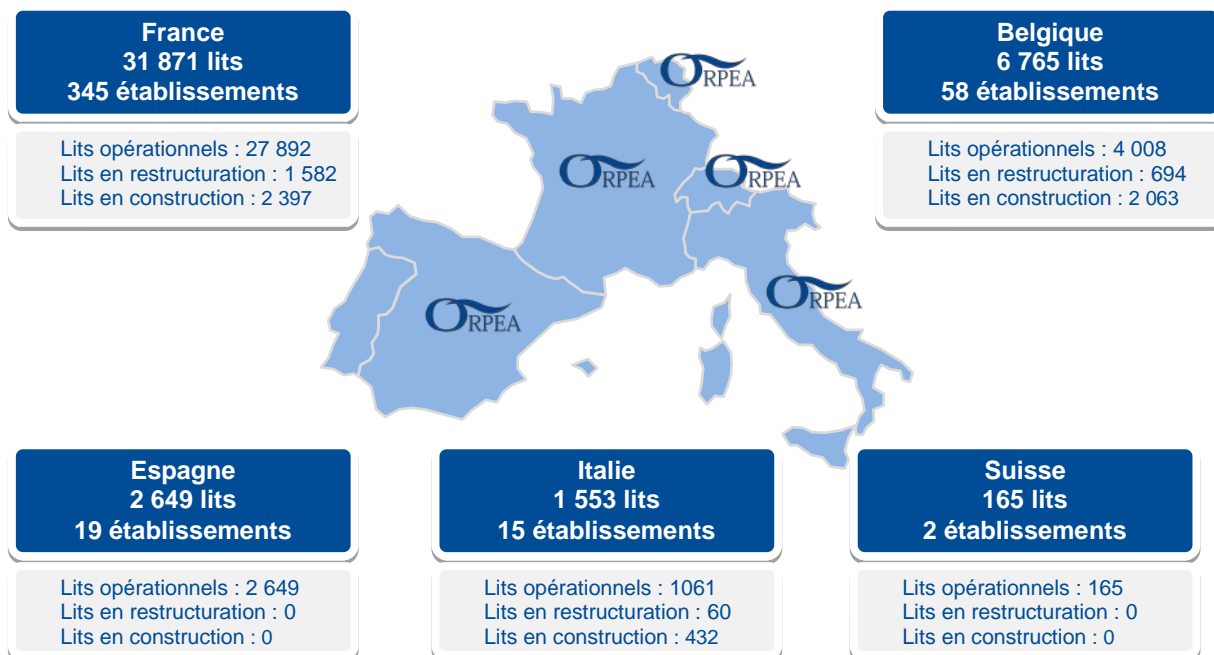 France
31 871 lits
345 établissements
Lits opérationnels : 27 892
Lits en restructuration : 1 582
Lits en construction : 2 397
Belgique
6 765 lits
58 établissements
Lits opérationnels : 4 008
Lits en restructuration : 694
Lits en construction : 2 063
ORPEA
ORPEA
ORPEA
ORPEA
ORPEA
Espagne
2 649 lits
19 établissements
Lits opérationnels : 2 649
Lits en restructuration : 0
Lits en construction : 0
Italie
1 553 lits
15 établissements
Lits opérationnels : 1061
Lits en restructuration : 60
Lits en construction : 432
Suisse
165 lits
2 établissements
Lits opérationnels : 165
Lits en restructuration : 0
Lits en construction : 0